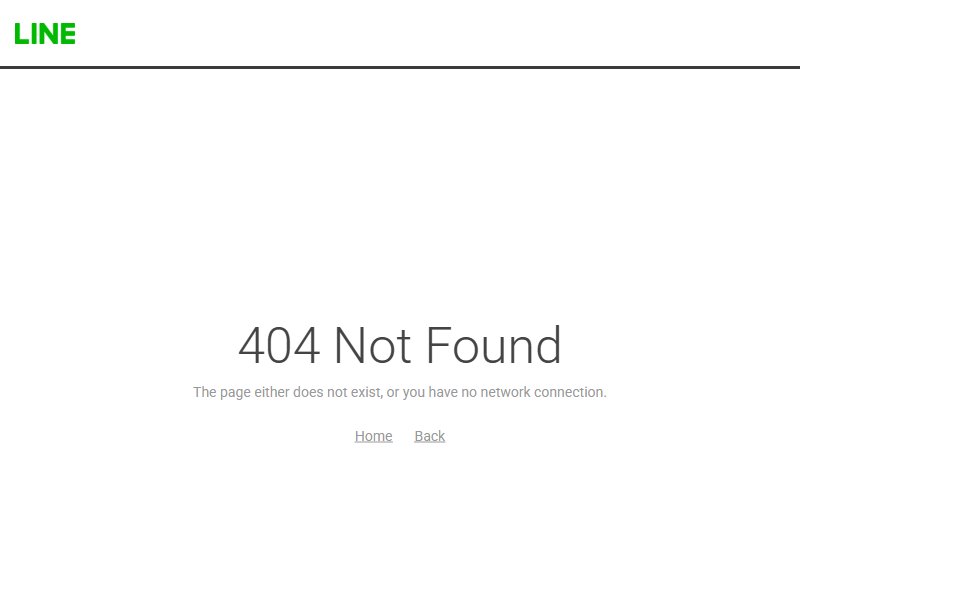 LINE
404 Not Found
The page either does not exist, or you have no network connection.
Home Back